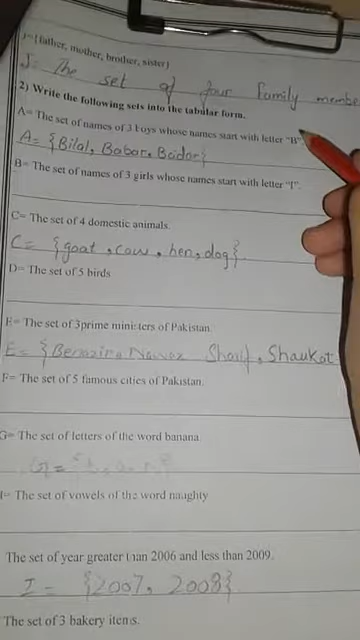 J={father, mother, brother, sister}
J= The set of four family membe
2) Write the following sets into the tabular form.
A= The set of names of 3 boys whose names start with letter "B".
A= {Bilal, Babar, Baidar}
B= The set of names of 3 girls whose names start with letter "I".
C= The set of 4 domestic animals.
C= {goat, cow, hen, dog}.
D= The set of 5 birds
E= The set of 3prime ministers of Pakistan.
E= {Benazir, Nawaz Sharif, Shaukat
F= The set of 5 famous cities of Pakistan.
G= The set of letters of the word banana.
G= {
= The set of vowels of the word naughty
The set of year greater than 2006 and less than 2009.
I = {2007, 2008}.
The set of 3 bakery items.